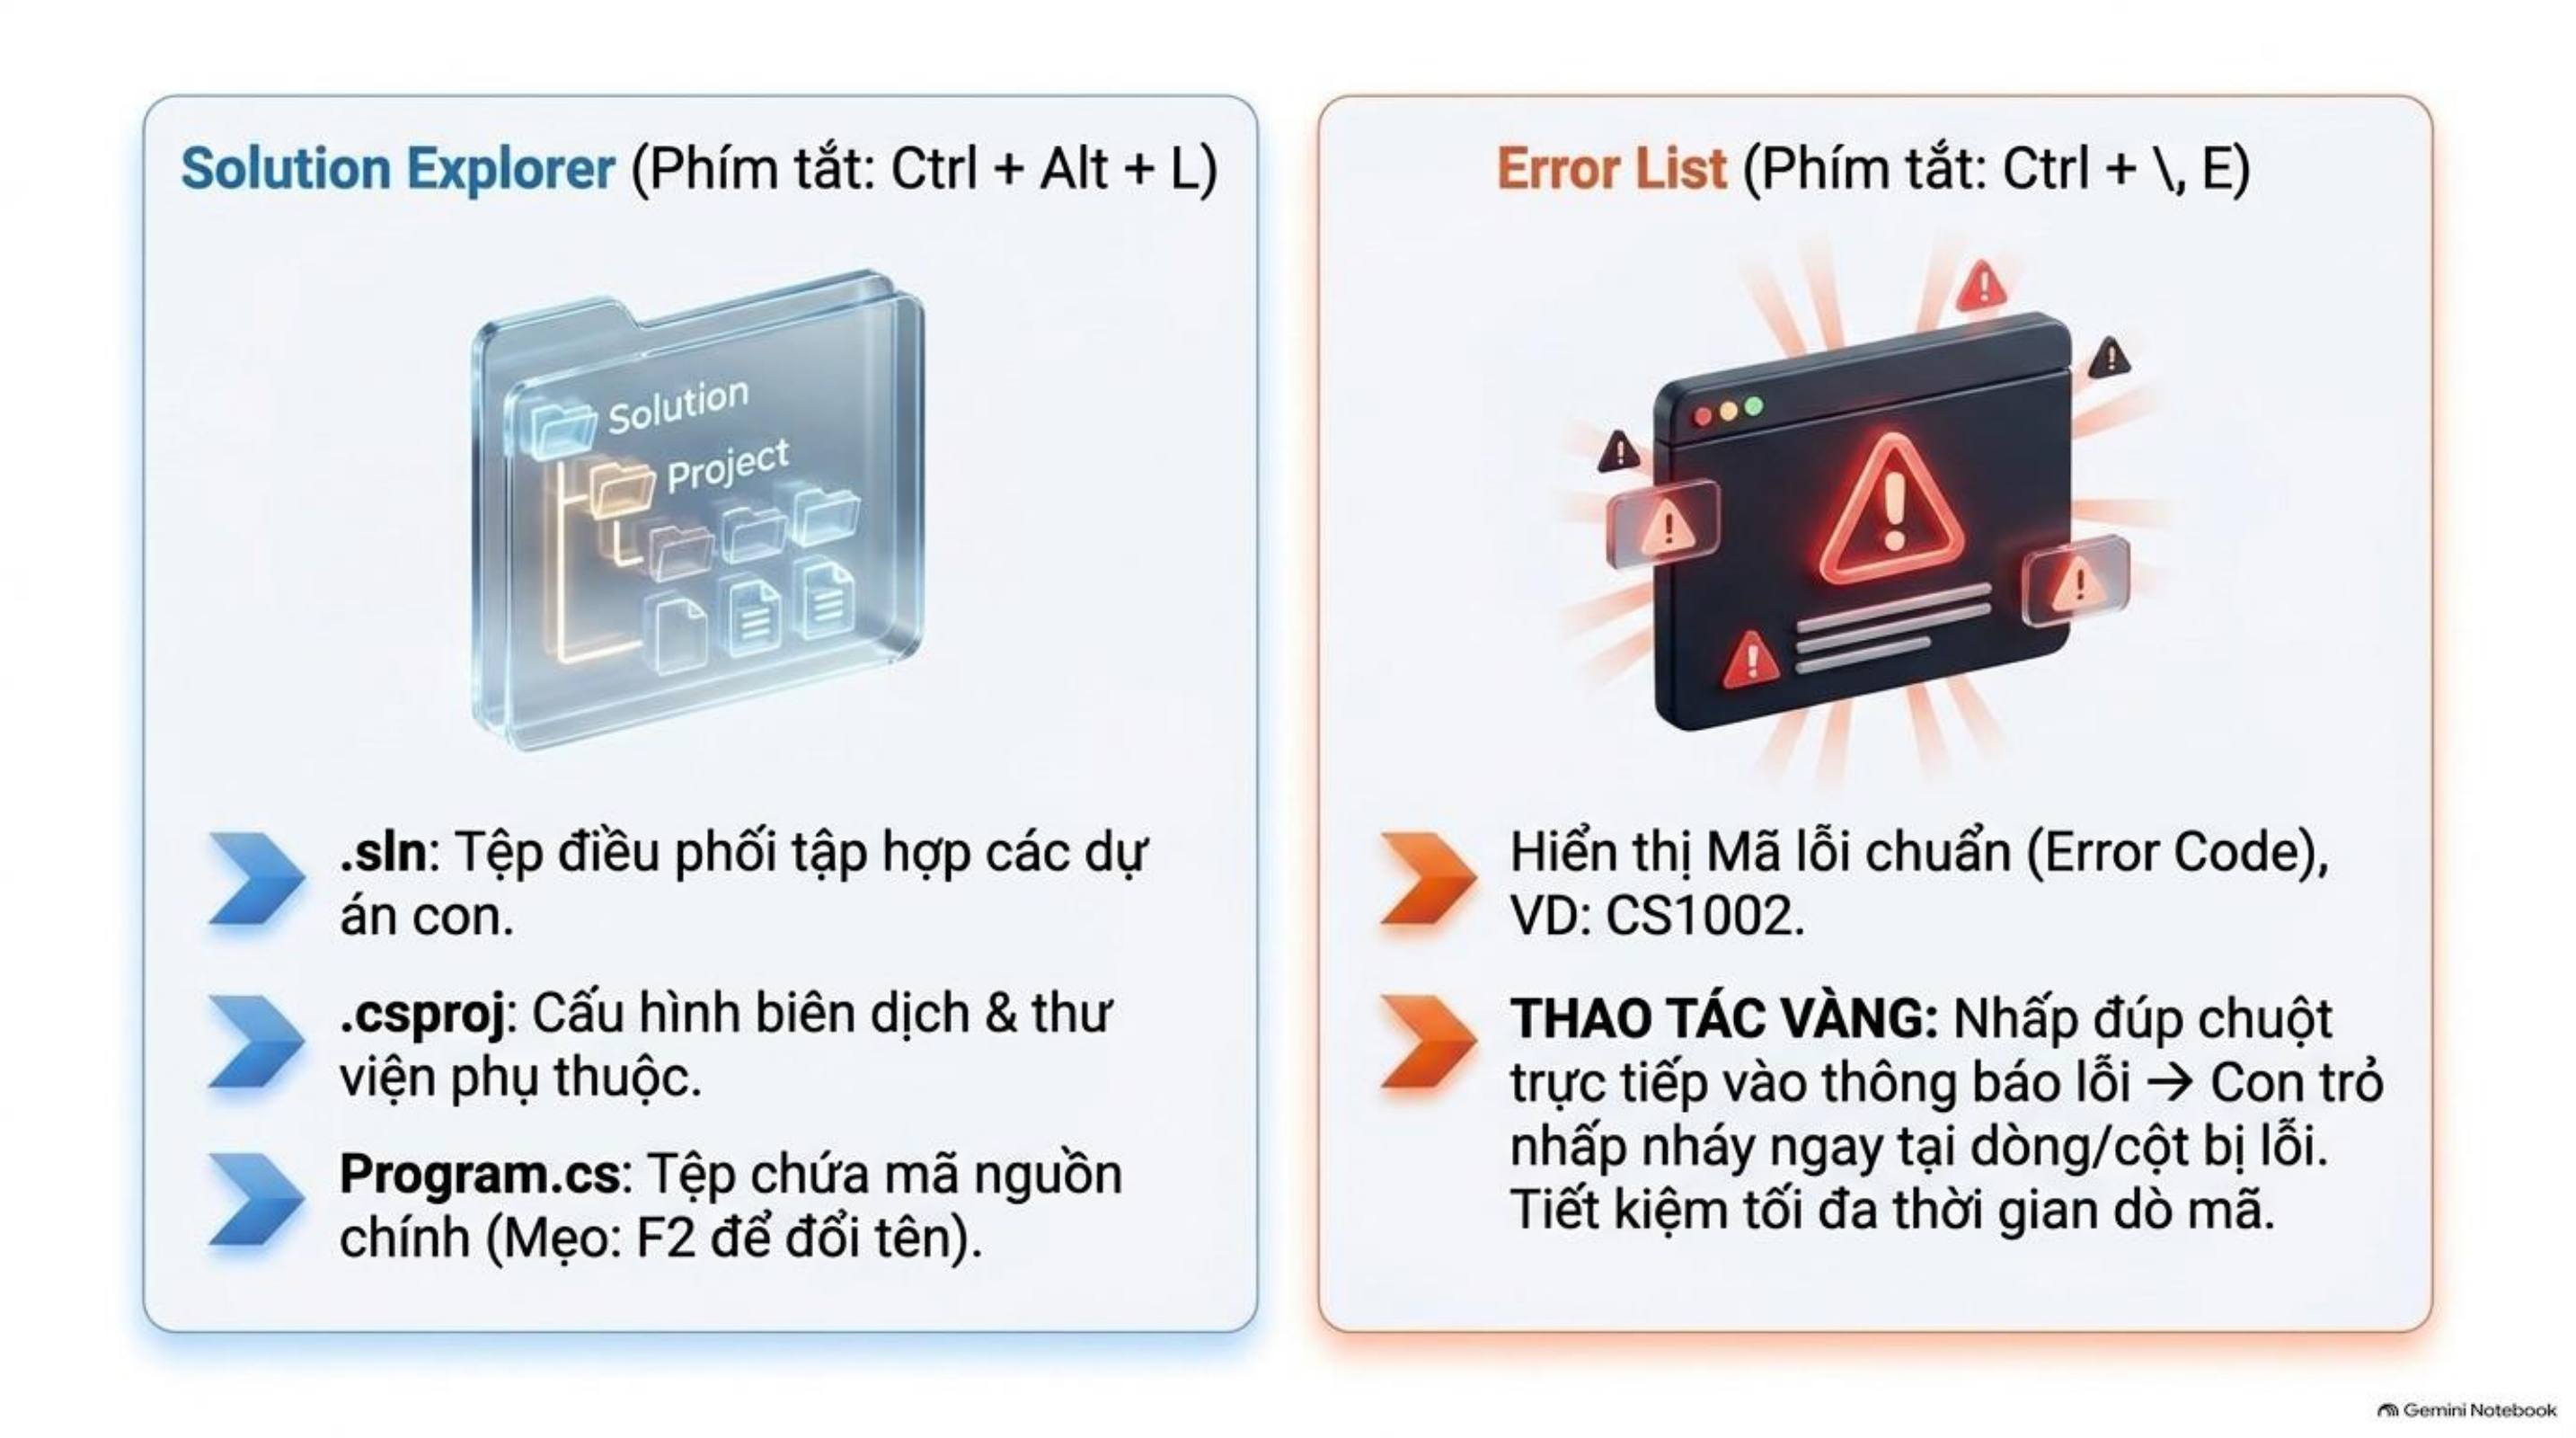 Solution Explorer (Phím tắt: Ctrl + Alt + L)
Solution
Project
.sln: Tệp điều phối tập hợp các dự
án con.
.csproj: Cấu hình biên dịch & thư
viện phụ thuộc.
Program.cs: Tệp chứa mã nguồn
chính (Mẹo: F2 để đổi tên).
Error List (Phím tắt: Ctrl + \, E)
Hiển thị Mã lỗi chuẩn (Error Code),
VD: CS1002.
THAO TÁC VÀNG: Nhấp đúp chuột
trực tiếp vào thông báo lỗi → Con trỏ
nhấp nháy ngay tại dòng/cột bị lỗi.
Tiết kiệm tối đa thời gian dò mã.
Gemini Notebook